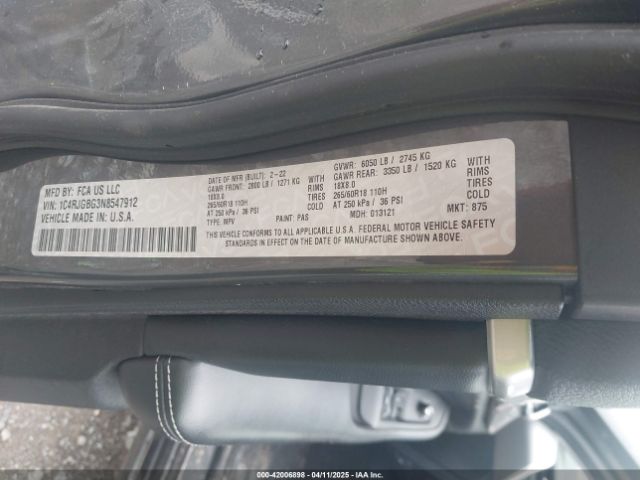 MFD BY: FCA US LLC
VIN: 1C4RJGBG3N8547912
VEHICLE MADE IN: U.S.A.
DATE OF MFR (BUILT): 2-22
GAWR FRONT: 2800 LB / 1271 KG WITH
18X8.0 RIMS
265/60R18 110H TIRES
AT 250 kPa / 36 PSI COLD
TYPE: MPV PAINT: PAS
GVWR: 6050 LB / 2745 KG
GAWR REAR: 3350 LB / 1520 KG WITH
18X8.0 RIMS
265/60R18 110H TIRES
AT 250 kPa / 36 PSI COLD
MDH: 013121 MKT: 875
THIS VEHICLE CONFORMS TO ALL APPLICABLE U.S.A. FEDERAL MOTOR VEHICLE SAFETY
STANDARDS IN EFFECT ON THE DATE OF MANUFACTURE SHOWN ABOVE.
000-42006898 - 04/11/2025 - IAA Inc.